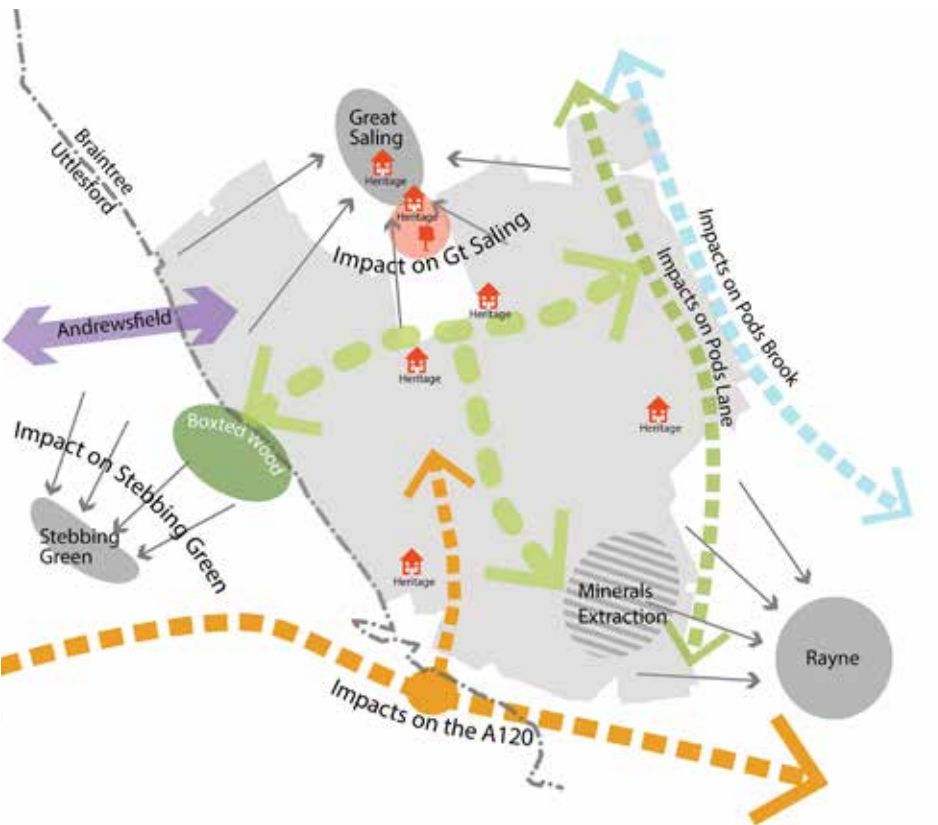 Great
Saling
Heritage
Heritage
Impact on Gt Saling
Braintree
Uttlesford
Andrewsfield
Heritage
Heritage
Heritage
Impacts on Pods Brook
Impacts on Pods Lane
Boxted wood
Impact on Stebbing Green
Stebbing
Green
Heritage
Minerals
Extraction
Rayne
Impacts on the A120